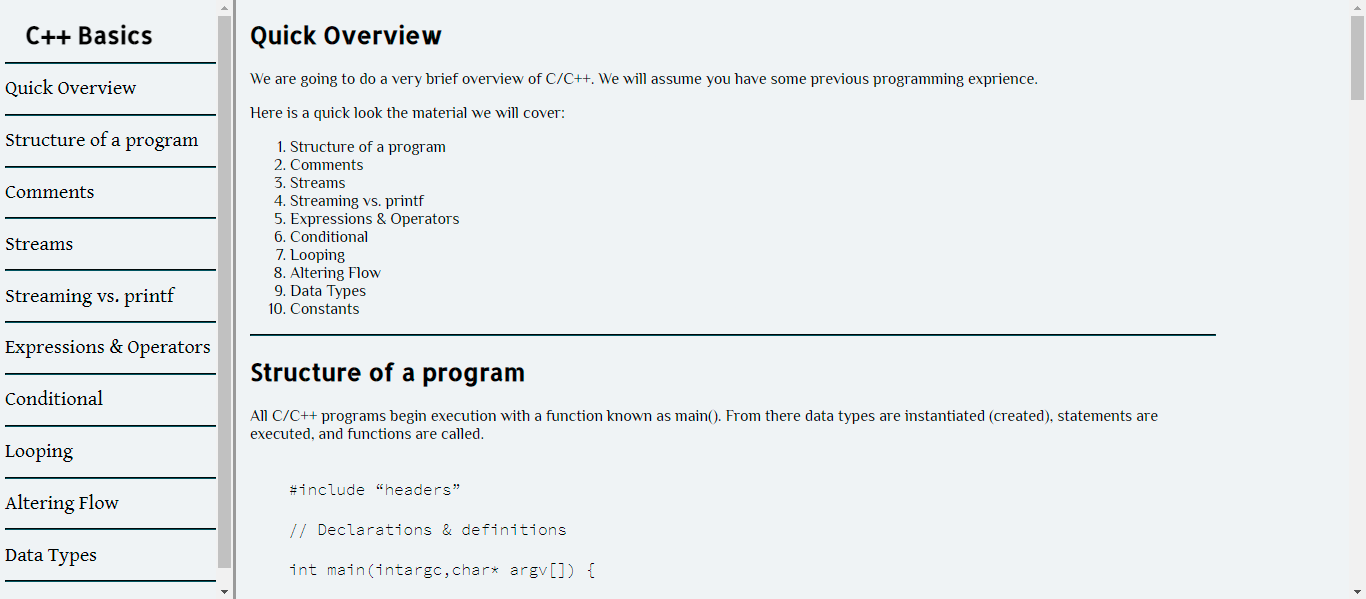 C++ Basics
Quick Overview
Structure of a program
Comments
Streams
Streaming vs. printf
Expressions & Operators
Conditional
Looping
Altering Flow
Data Types
Quick Overview
We are going to do a very brief overview of C/C++. We will assume you have some previous programming exprience.
Here is a quick look the material we will cover:
1. Structure of a program
2. Comments
3. Streams
4. Streaming vs. printf
5. Expressions & Operators
6. Conditional
7. Looping
8. Altering Flow
9. Data Types
10. Constants
Structure of a program
All C/C++ programs begin execution with a function known as main(). From there data types are instantiated (created), statements are
executed, and functions are called.
#include “headers”
// Declarations & definitions
int main(intargc,char* argv[]) {